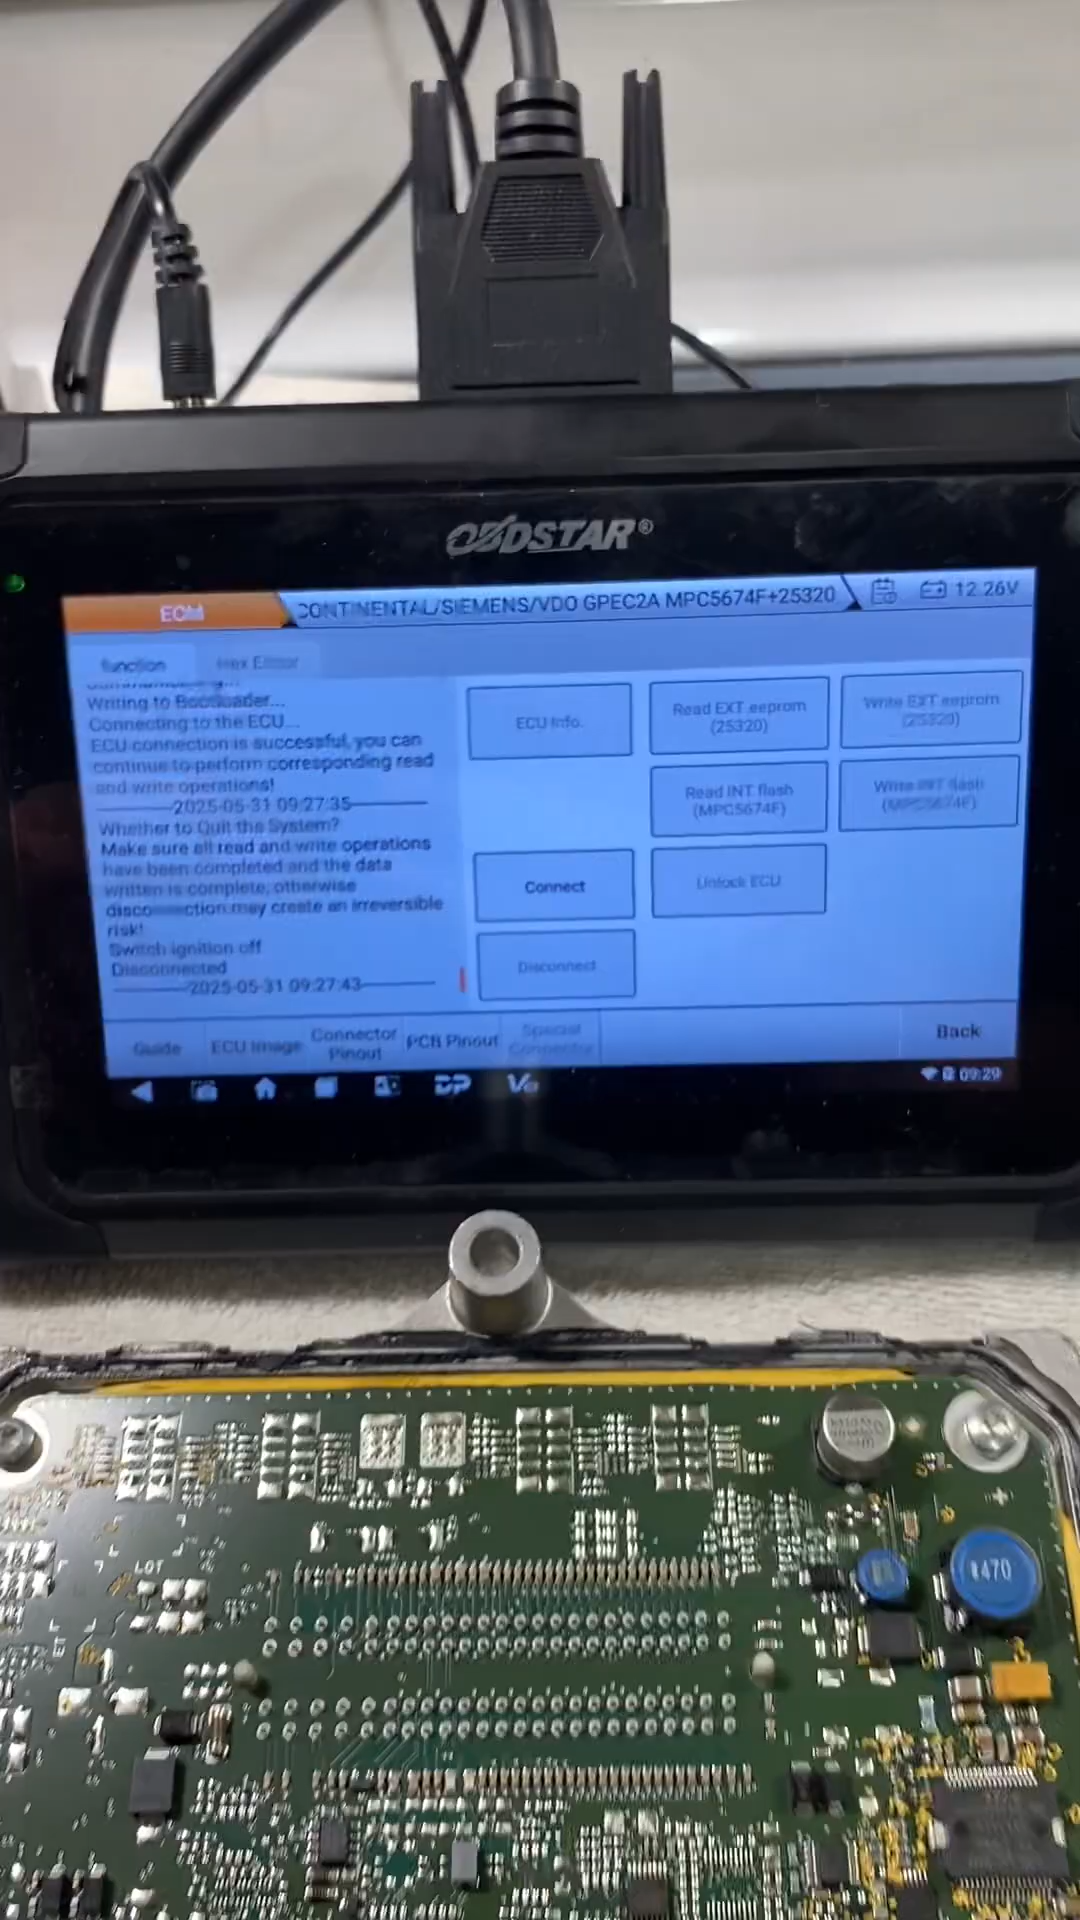 OBDSTAR®
ECM
CONTINENTAL/SIEMENS/VDO GPEC2A MPC5674F+25320
12.26V
function
Hex Editor
Writing to Bootloader...
Connecting to the ECU...
ECU connection is successful, you can
continue to perform corresponding read
and write operations!
2025-05-31 09:27:35
Whether to Quit the System?
Make sure all read and write operations
have been completed and the data
written is complete, otherwise
disconnection may create an irreversible
risk!
Switch ignition off
Disconnected
2025-05-31 09:27:43
ECU Info.
Read EXT eeprom
(25320)
Write EXT eeprom
(25320)
Read INT flash
(MPC5674F)
Write INT flash
(MPC5674F)
Connect
Unlock ECU
Disconnect
Guide
ECU Image
Connector
Pinout
PCB Pinout
Special
Connector
Back
DP
09:29
LOT
470